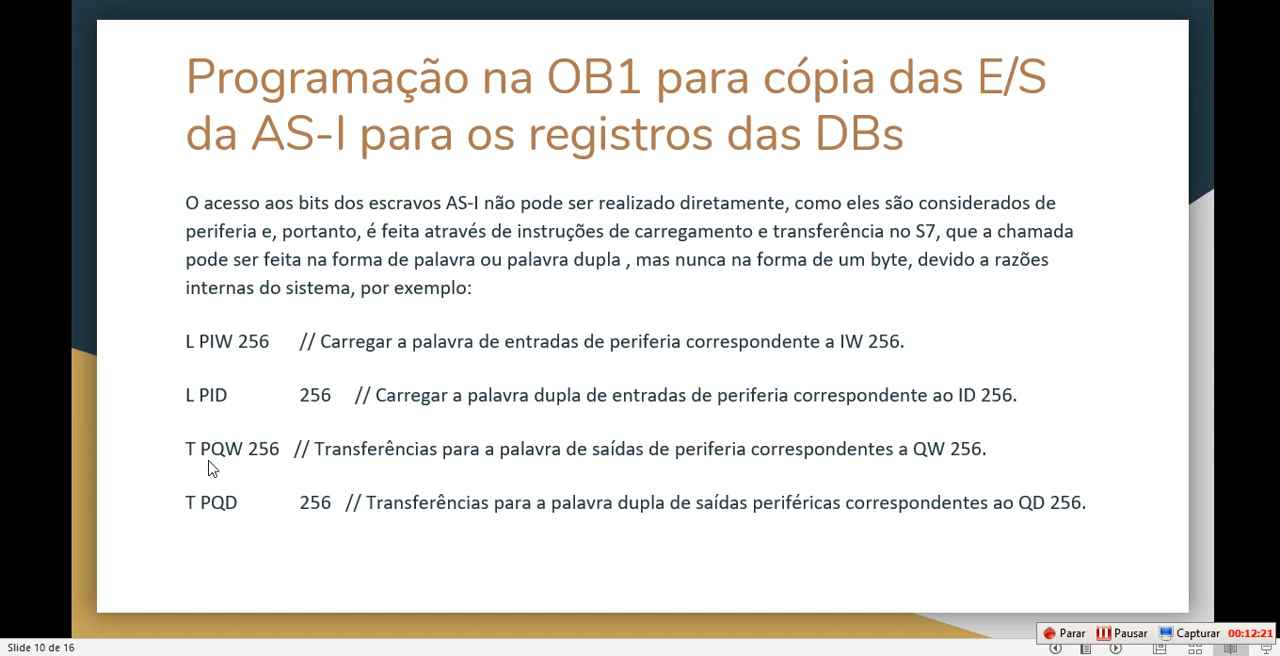 Programação na OB1 para cópia das E/S
da AS-I para os registros das DBs
O acesso aos bits dos escravos AS-I não pode ser realizado diretamente, como eles são considerados de
periferia e, portanto, é feita através de instruções de carregamento e transferência no S7, que a chamada
pode ser feita na forma de palavra ou palavra dupla , mas nunca na forma de um byte, devido a razões
internas do sistema, por exemplo:
L PIW 256 // Carregar a palavra de entradas de periferia correspondente a IW 256.
L PID 256 // Carregar a palavra dupla de entradas de periferia correspondente ao ID 256.
T PQW 256 // Transferências para a palavra de saídas de periferia correspondentes a QW 256.
T PQD 256 // Transferências para a palavra dupla de saídas periféricas correspondentes ao QD 256.
Parar Pausar Capturar 00:12:21
Slide 10 de 16